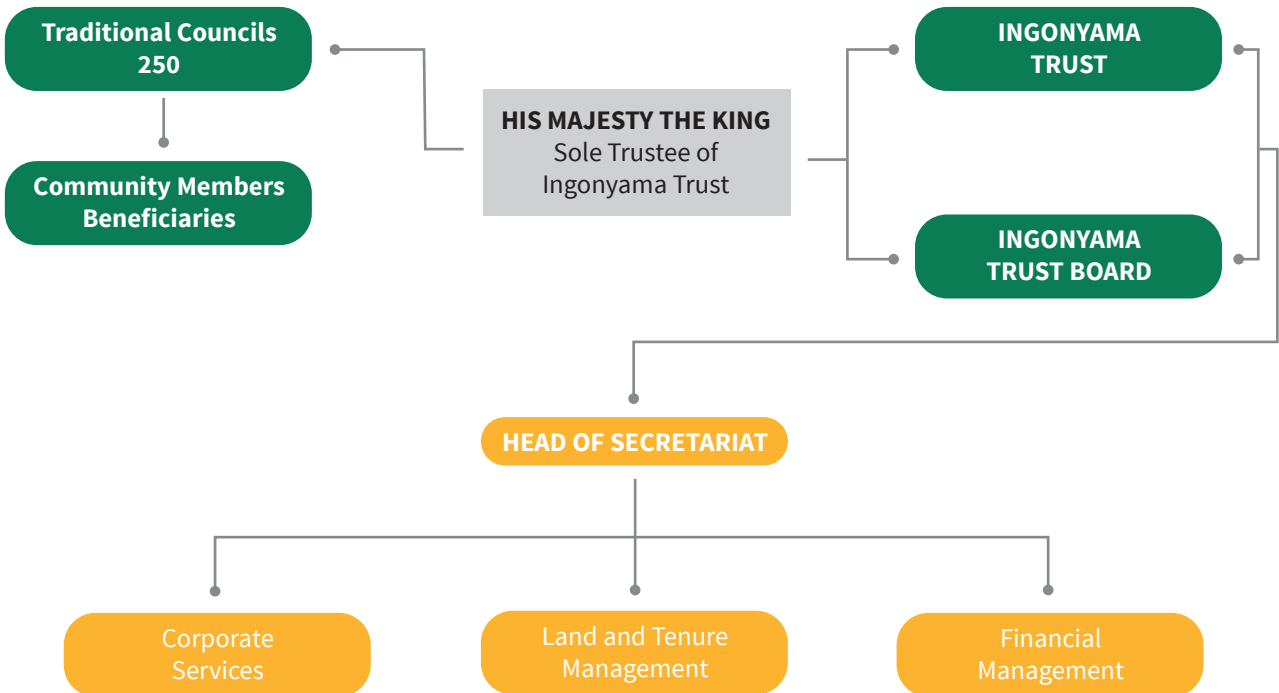 Traditional Councils
250
Community Members
Beneficiaries
HIS MAJESTY THE KING
Sole Trustee of
Ingonyama Trust
INGONYAMA
TRUST
INGONYAMA
TRUST BOARD
HEAD OF SECRETARIAT
Corporate
Services
Land and Tenure
Management
Financial
Management